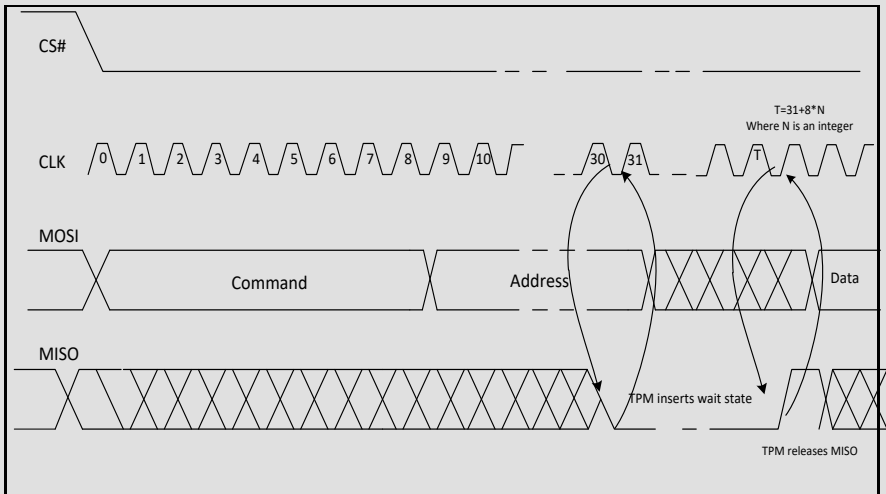 CS#
T=31+8*N
Where N is an integer
CLK
0 1 2 3 4 5 6 7 8 9 10 30 31 T
MOSI
Command
Address
Data
MISO
TPM inserts wait state
TPM releases MISO